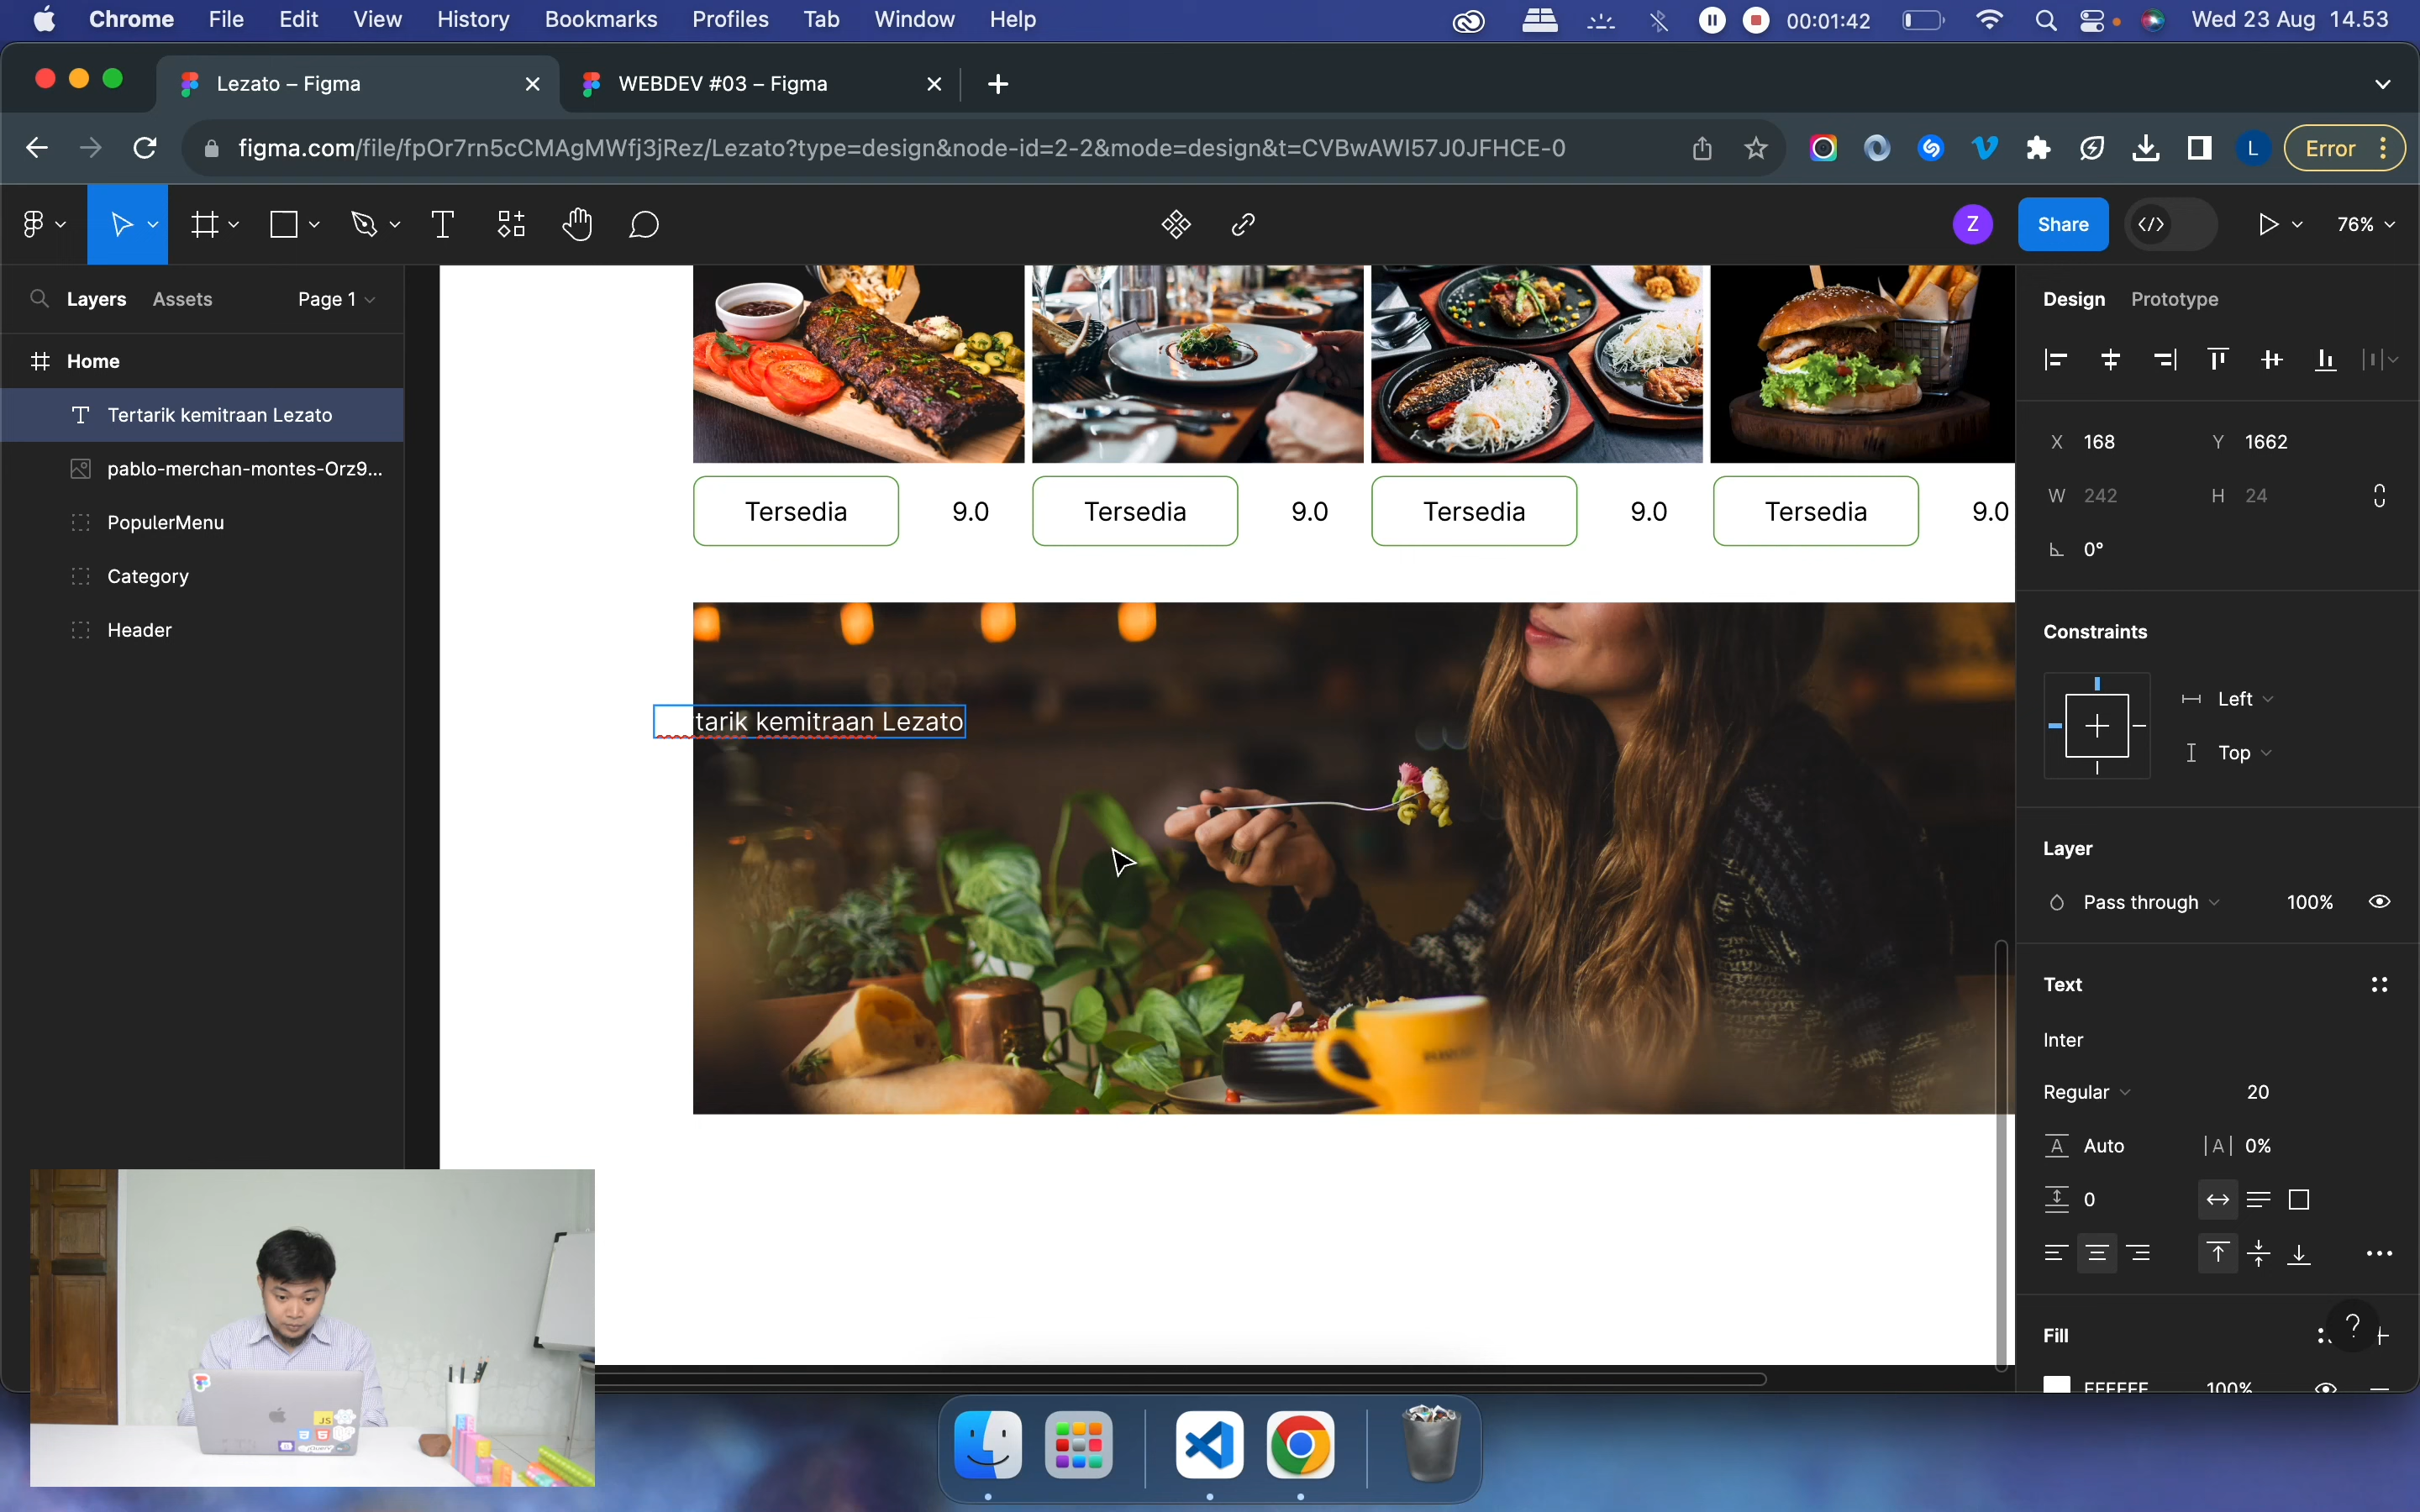 Chrome File Edit View History Bookmarks Profiles Tab Window Help 00:01:42 Wed 23 Aug 14.53
Lezato – Figma WEBDEV #03 – Figma
figma.com/file/fpOr7rn5cCMAgMWfj3jRez/Lezato?type=design&node-id=2-2&mode=design&t=CVBwAWI57J0JFHCE-0 L Error
Z Share 76%
Layers Assets Page 1
Home
Tertarik kemitraan Lezato
pablo-merchan-montes-Orz9...
PopulerMenu
Category
Header
Tersedia 9.0 Tersedia 9.0 Tersedia 9.0 Tersedia 9.0
rtarik kemitraan Lezato
Design Prototype
X 168 Y 1662
W 242 H 24
0°
Constraints
Left
Top
Layer
Pass through 100%
Text
Inter
Regular 20
Auto 0%
0
Fill
FFFFFF 100%
JS